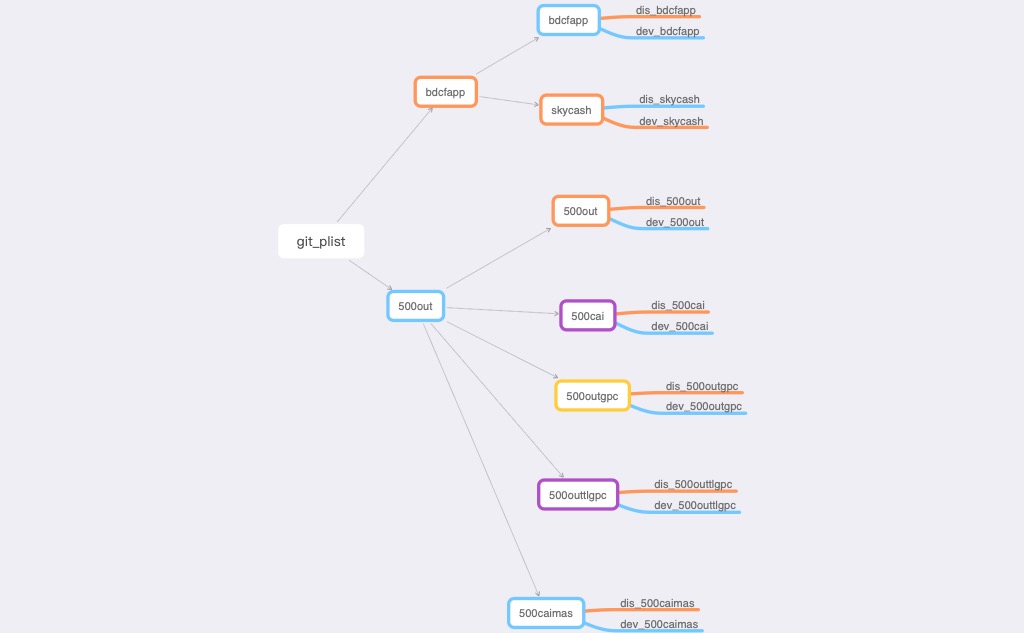 dis_bdcfapp
bdcfapp
dev_bdcfapp
bdcfapp
dis_skycash
skycash
dev_skycash
dis_500out
500out
dev_500out
git_plist
500out
dis_500cai
500cai
dev_500cai
dis_500outgpc
500outgpc
dev_500outgpc
dis_500outtlgpc
500outtlgpc
dev_500outtlgpc
dis_500caimas
500caimas
dev_500caimas